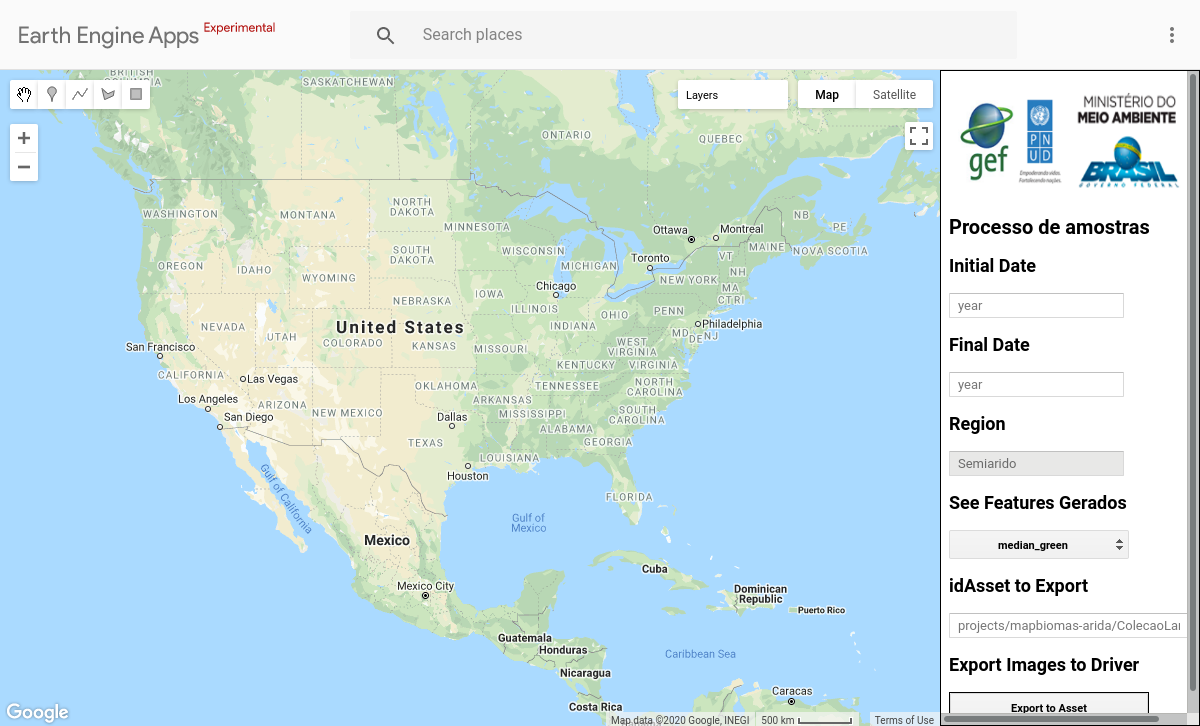 Earth Engine Apps Experimental
Search places
BRITISH
COLUMBIA
SASKATCHEWAN
Layers
Map
Satellite
ONTARIO
QUEBEC
WASHINGTON
MONTANA
NORTH
DAKOTA
MINNESOTA
Ottawa
Montreal
NB
PE
MAINE
NOVA SCOTIA
OREGON
IDAHO
SOUTH
DAKOTA
WISCONSIN
MICHIGAN
Toronto
VT
NH
WYOMING
NEW YORK
MA
CT
RI
Chicago
IOWA
NEBRASKA
ILLINOIS
INDIANA
OHIO
PENN
Philadelphia
NEVADA
UTAH
COLORADO
United States
KANSAS
MISSOURI
WEST
VIRGINIA
MD
DE
NJ
San Francisco
CALIFORNIA
Las Vegas
KENTUCKY
VIRGINIA
OKLAHOMA
TENNESSEE
NORTH
CAROLINA
Los Angeles
ARIZONA
NEW MEXICO
ARKANSAS
San Diego
Dallas
MISSISSIPPI
SOUTH
CAROLINA
ALABAMA
TEXAS
GEORGIA
LOUISIANA
Houston
FLORIDA
Gulf of California
Gulf of
Mexico
Mexico
Mexico City
Cuba
Dominican
Republic
Puerto Rico
Guatemala
Honduras
Nicaragua
Caribbean Sea
Costa Rica
Caracas
Google
Map data ©2020 Google, INEGI
500 km
Terms of Use
gef
PNUD
Empoderando vidas.
Fortalecendo nações.
MINISTÉRIO DO
MEIO AMBIENTE
BRASIL
GOVERNO FEDERAL
Processo de amostras
Initial Date
year
Final Date
year
Region
Semiarido
See Features Gerados
median_green
idAsset to Export
projects/mapbiomas-arida/ColecaoLa
Export Images to Driver
Export to Asset